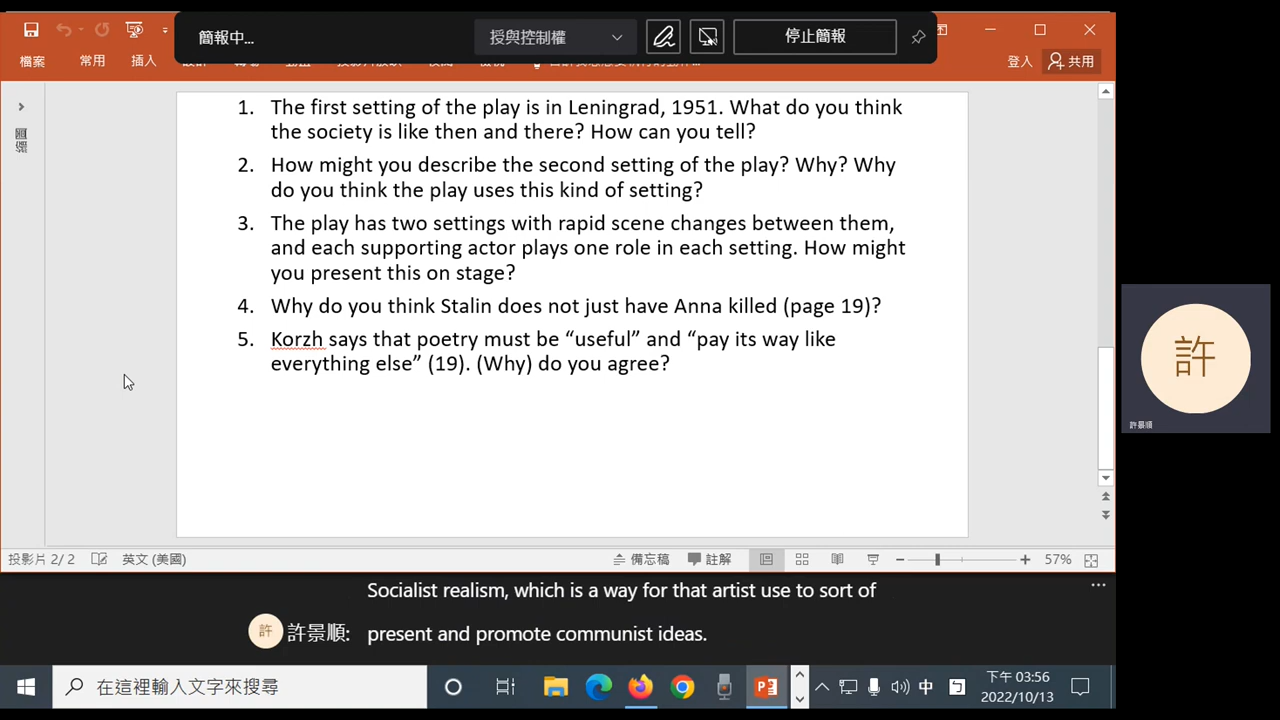 簡報中...
授與控制權
停止簡報
檔案
常用
插入
登入
共用
1. The first setting of the play is in Leningrad, 1951. What do you think
the society is like then and there? How can you tell?
2. How might you describe the second setting of the play? Why? Why
do you think the play uses this kind of setting?
3. The play has two settings with rapid scene changes between them,
and each supporting actor plays one role in each setting. How might
you present this on stage?
4. Why do you think Stalin does not just have Anna killed (page 19)?
5. Korzh says that poetry must be “useful” and “pay its way like
everything else” (19). (Why) do you agree?
許
許景順
投影片 2/2
英文 (美國)
備忘稿
註解
57%
Socialist realism, which is a way for that artist use to sort of
許
許景順:
present and promote communist ideas.
在這裡輸入文字來搜尋
中
下午 03:56
2022/10/13